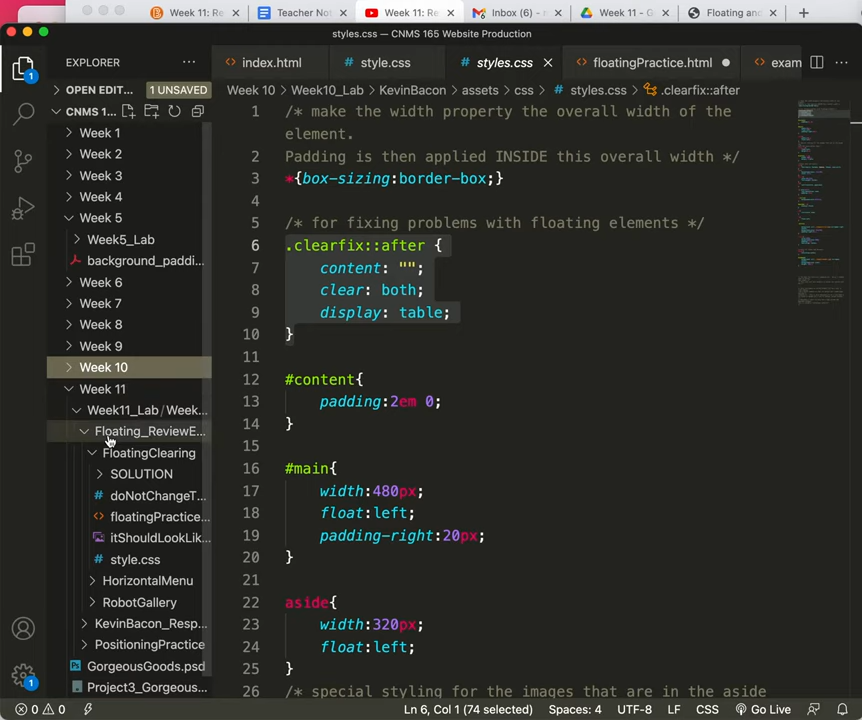 Week 11: Re
Teacher Not
Week 11: Re
Inbox (6) -
Week 11 - G
Floating and
styles.css — CNMS 165 Website Production
EXPLORER
index.html
style.css
styles.css
floatingPractice.html
exam
OPEN EDIT...
1 UNSAVED
CNMS 1...
Week 1
Week 2
Week 3
Week 4
Week 5
Week5_Lab
background_paddi...
Week 6
Week 7
Week 8
Week 9
Week 10
Week 11
Week11_Lab / Week...
Floating_ReviewE...
FloatingClearing
SOLUTION
doNotChangeT...
floatingPractice...
itShouldLookLik...
style.css
HorizontalMenu
RobotGallery
KevinBacon_Resp...
PositioningPractice
GorgeousGoods.psd
Project3_Gorgeous...
Week 10 > Week10_Lab > KevinBacon > assets > css > # styles.css > .clearfix::after
1 /* make the width property the overall width of the
element.
2 Padding is then applied INSIDE this overall width */
3 *{box-sizing:border-box;}
4
5 /* for fixing problems with floating elements */
6 .clearfix::after {
7 content: "";
8 clear: both;
9 display: table;
10 }
11
12 #content{
13 padding:2em 0;
14 }
15
16 #main{
17 width:480px;
18 float:left;
19 padding-right:20px;
20 }
21
22 aside{
23 width:320px;
24 float:left;
25 }
26 /* special styling for the images that are in the aside
1
1
0 0
Ln 6, Col 1 (74 selected)
Spaces: 4
UTF-8
LF
CSS
Go Live